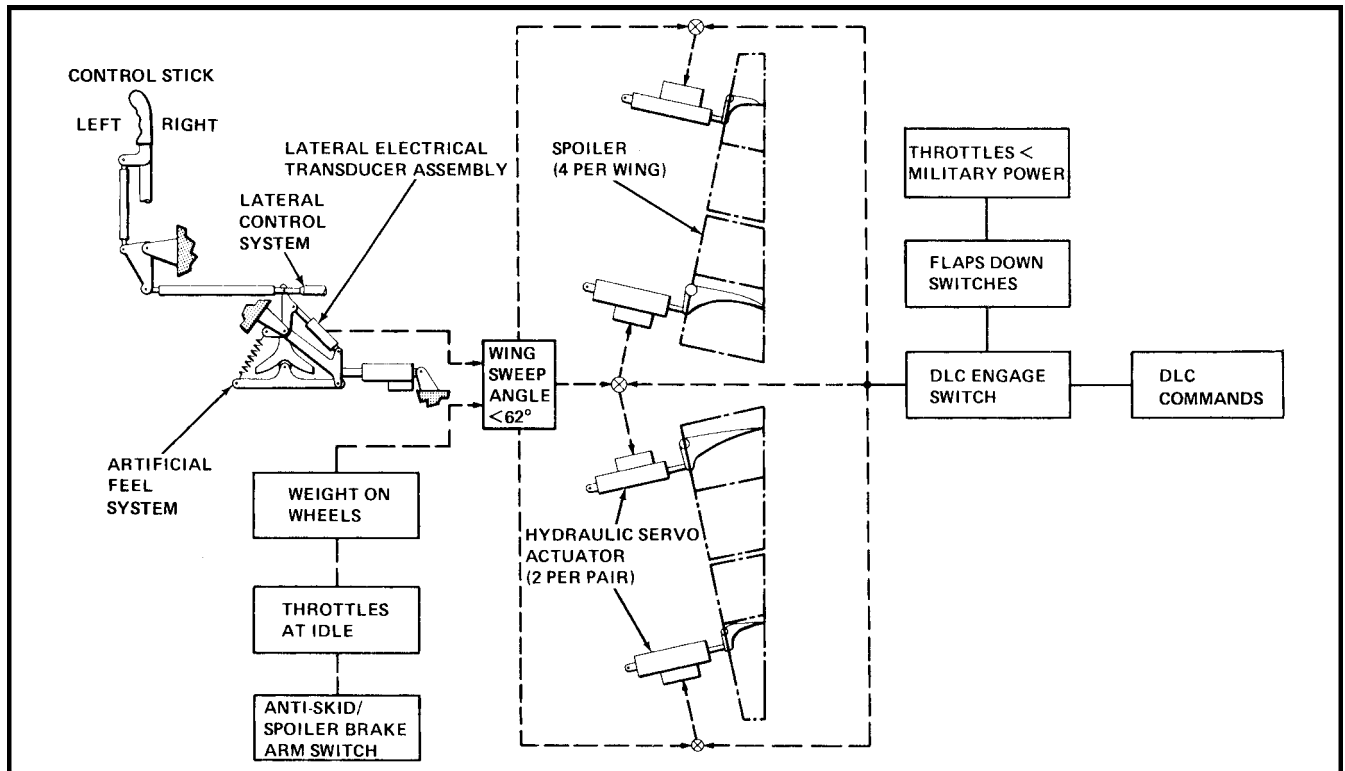 CONTROL STICK
LEFT
RIGHT
LATERAL ELECTRICAL
TRANSDUCER ASSEMBLY
LATERAL
CONTROL
SYSTEM
ARTIFICIAL
FEEL
SYSTEM
WING
SWEEP
ANGLE
<62°
WEIGHT ON
WHEELS
THROTTLES
AT IDLE
ANTI-SKID/
SPOILER BRAKE
ARM SWITCH
SPOILER
(4 PER WING)
HYDRAULIC SERVO
ACTUATOR
(2 PER PAIR)
THROTTLES <
MILITARY POWER
FLAPS DOWN
SWITCHES
DLC ENGAGE
SWITCH
DLC
COMMANDS